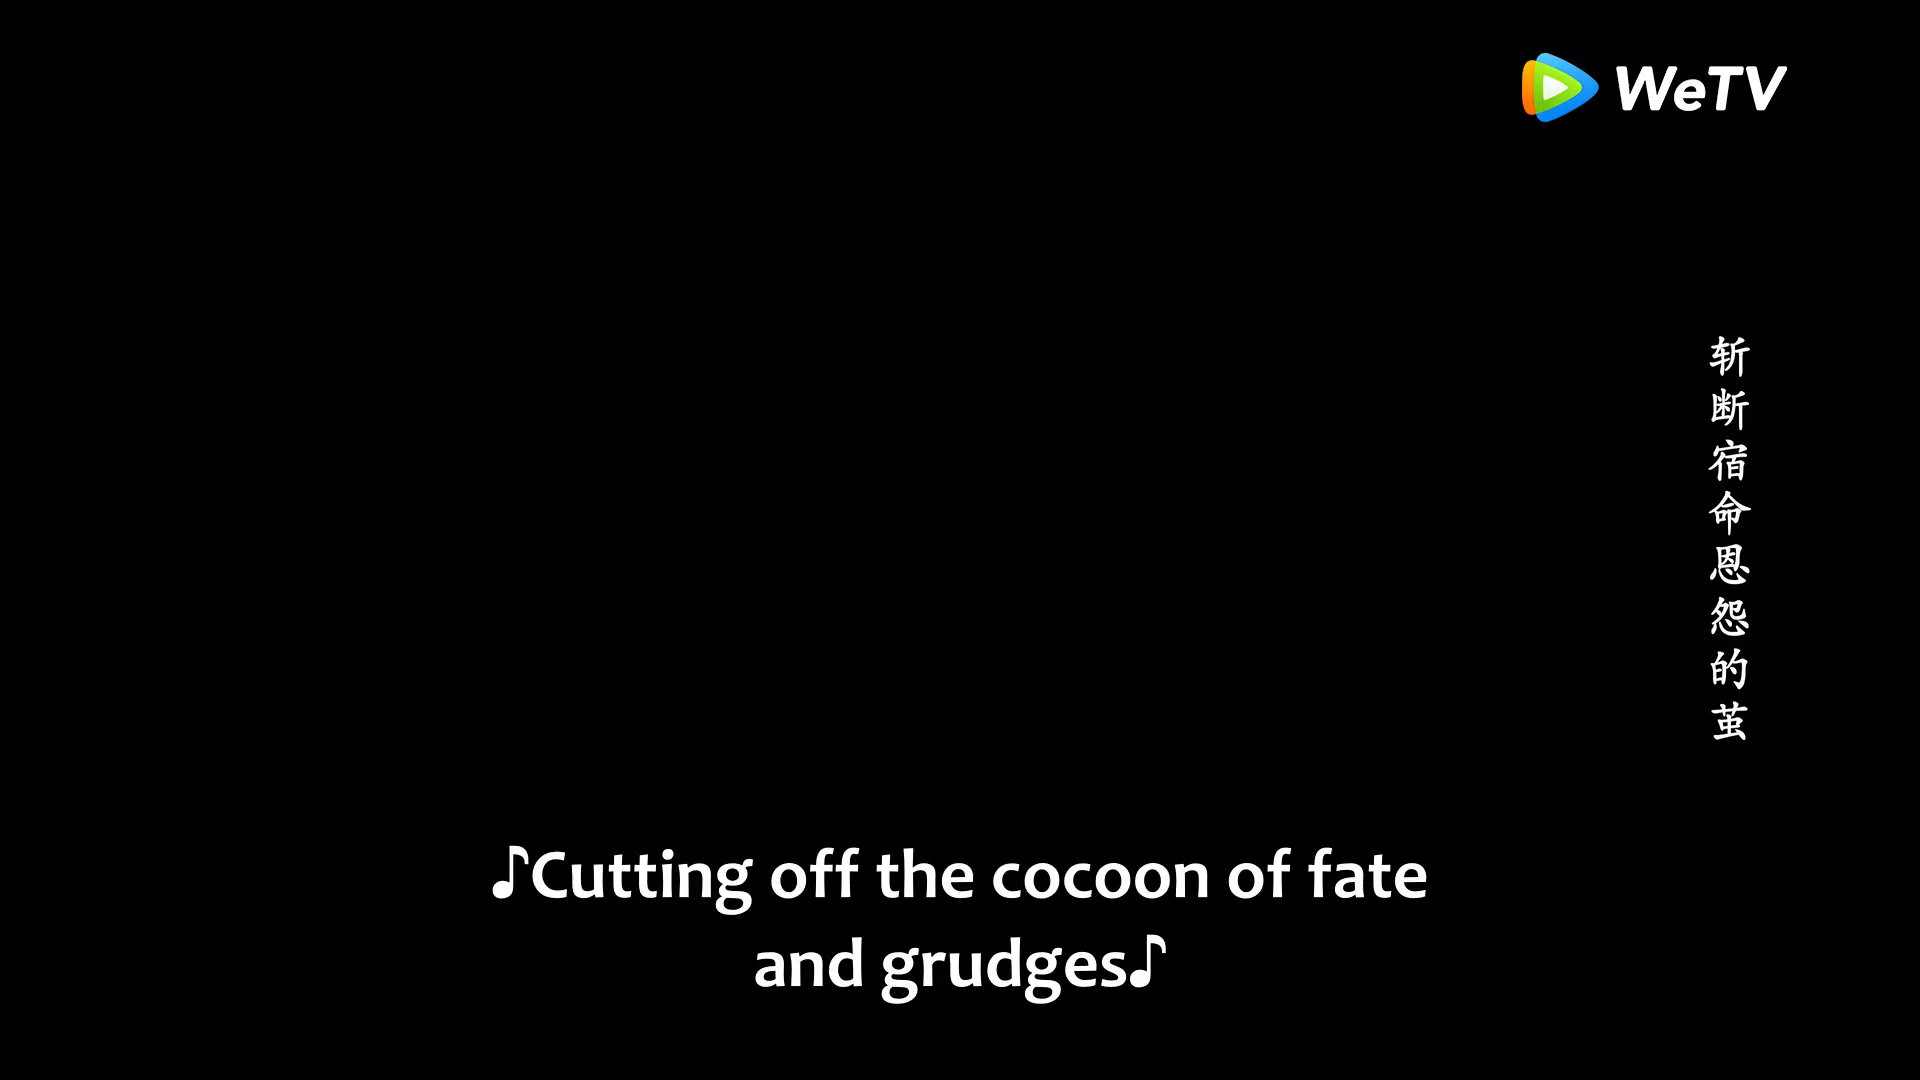 WeTV
斩断宿命恩怨的茧
♪Cutting off the cocoon of fate
and grudges♪